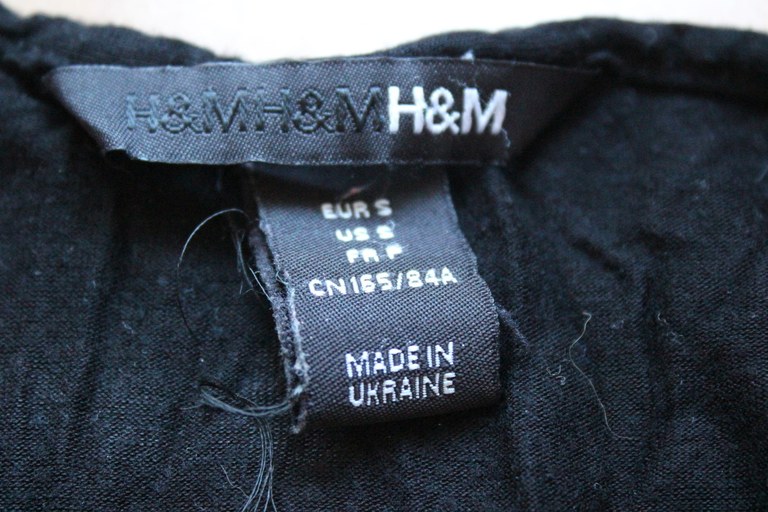 H&MH&MH&M
EUR S
US S
FR P
CN165/84A
MADE IN
UKRAINE